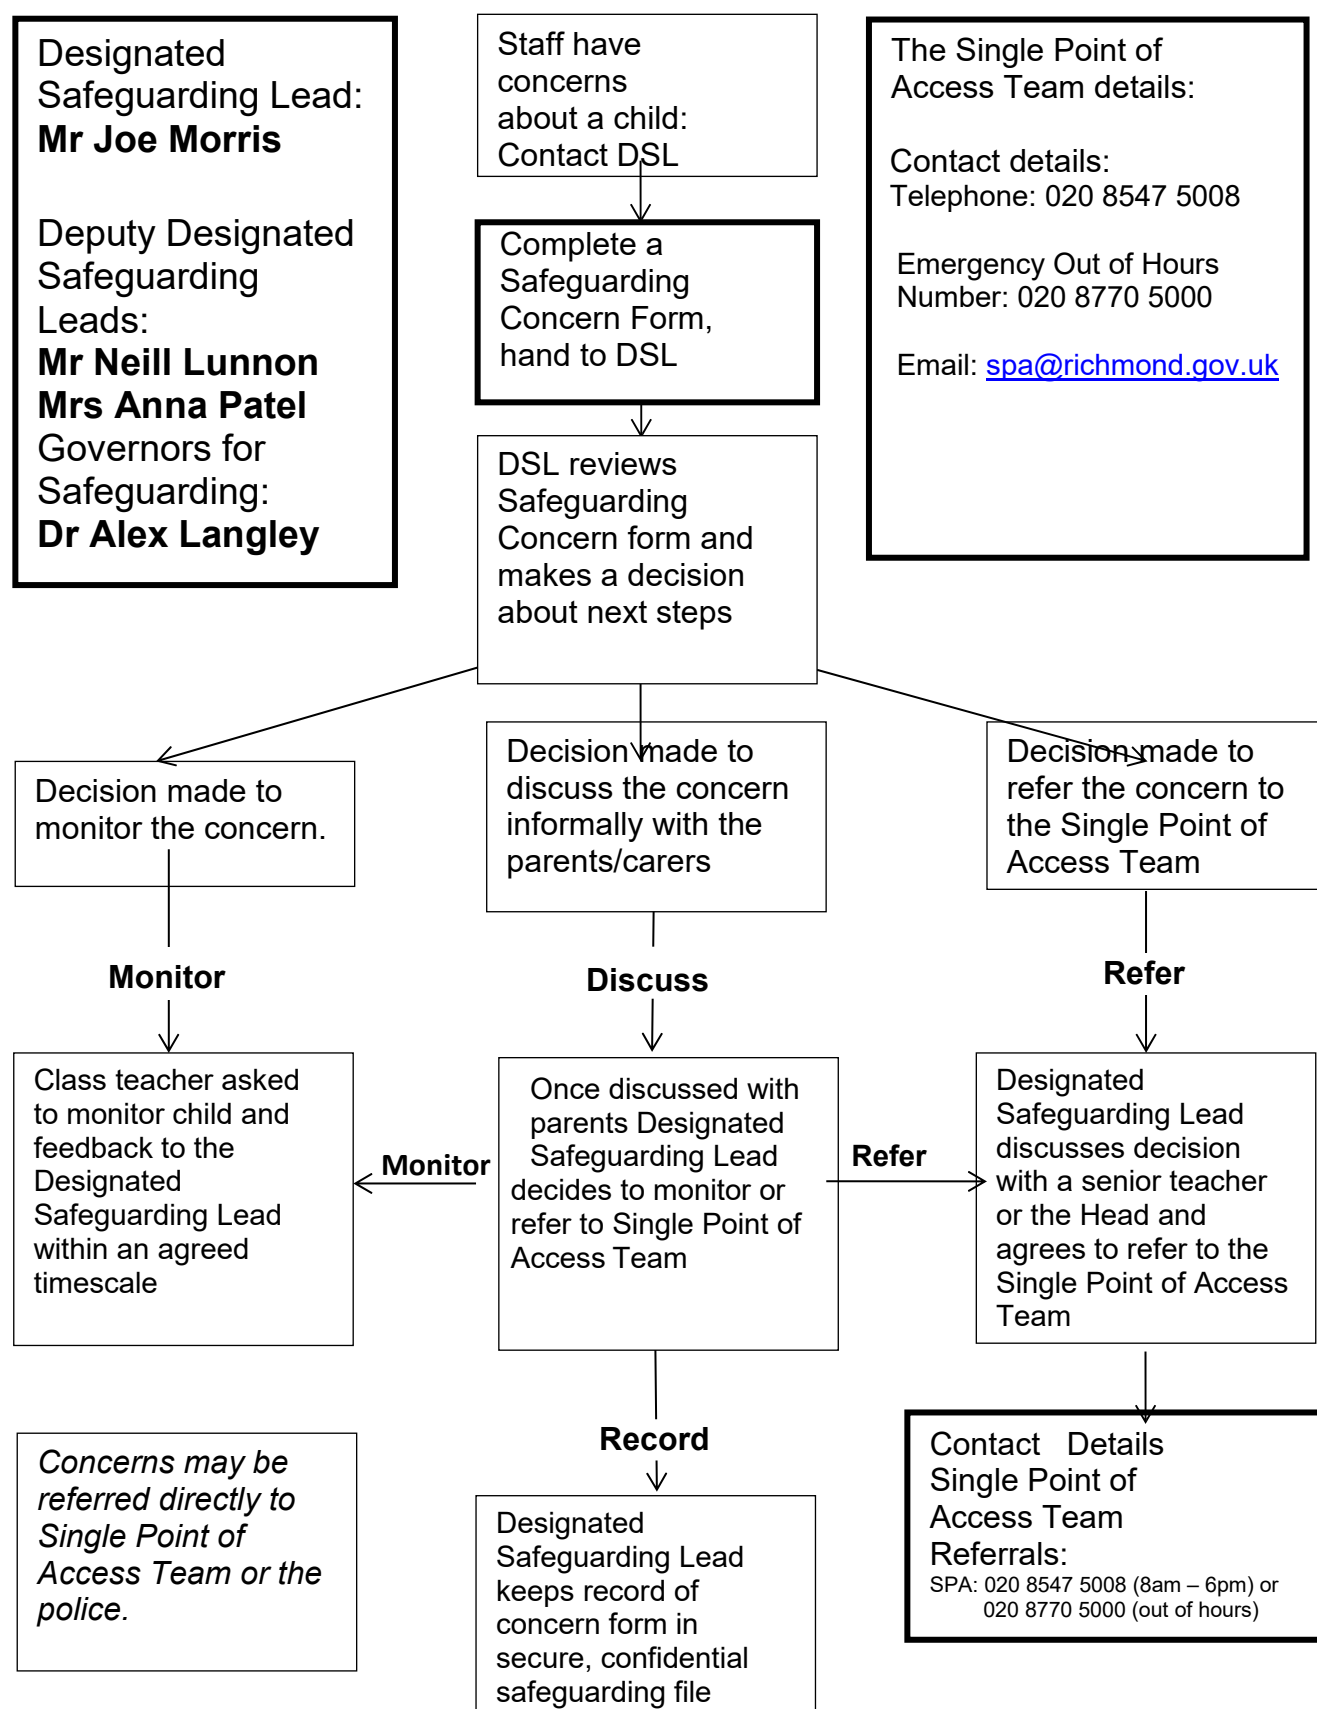 Designated
Safeguarding Lead:
Mr Joe Morris
Deputy Designated
Safeguarding
Leads:
Mr Neill Lunnon
Mrs Anna Patel
Governors for
Safeguarding:
Dr Alex Langley
Staff have
concerns
about a child:
Contact DSL
The Single Point of
Access Team details:
Contact details:
Telephone: 020 8547 5008
Emergency Out of Hours
Number: 020 8770 5000
Email: spa@richmond.gov.uk
Complete a
Safeguarding
Concern Form,
hand to DSL
DSL reviews
Safeguarding
Concern form and
makes a decision
about next steps
Decision made to
monitor the concern.
Decision made to
discuss the concern
informally with the
parents/carers
Decision made to
refer the concern to
the Single Point of
Access Team
Monitor
Discuss
Refer
Class teacher asked
to monitor child and
feedback to the
Designated
Safeguarding Lead
within an agreed
timescale
Monitor
Once discussed with
parents Designated
Safeguarding Lead
decides to monitor or
refer to Single Point of
Access Team
Refer
Designated
Safeguarding Lead
discusses decision
with a senior teacher
or the Head and
agrees to refer to the
Single Point of Access
Team
Concerns may be
referred directly to
Single Point of
Access Team or the
police.
Record
Designated
Safeguarding Lead
keeps record of
concern form in
secure, confidential
safeguarding file
Contact Details
Single Point of
Access Team
Referrals:
SPA: 020 8547 5008 (8am – 6pm) or
020 8770 5000 (out of hours)